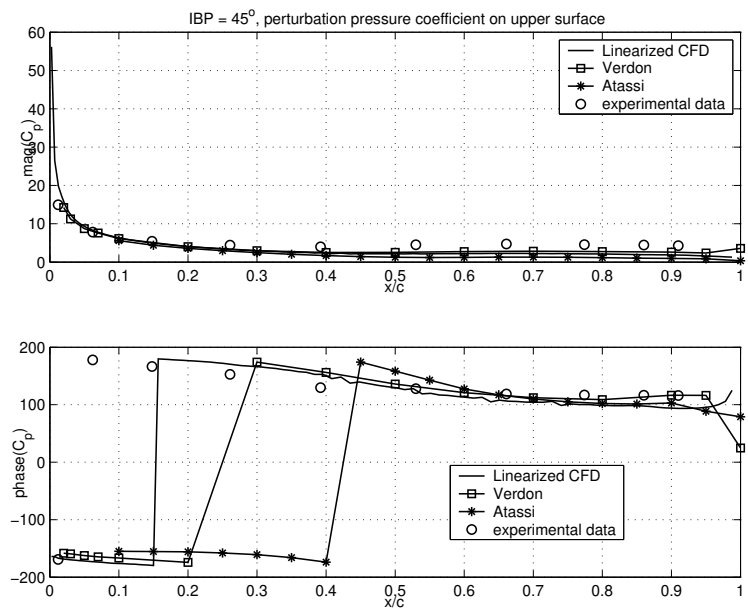 IBP = 45°, perturbation pressure coefficient on upper surface
60
50
40
30
20
10
0
mag(Cp)
Linearized CFD
Verdon
Atassi
experimental data
0 0.1 0.2 0.3 0.4 0.5 0.6 0.7 0.8 0.9 1
x/c
200
100
0
−100
−200
phase(Cp)
Linearized CFD
Verdon
Atassi
experimental data
0 0.1 0.2 0.3 0.4 0.5 0.6 0.7 0.8 0.9 1
x/c